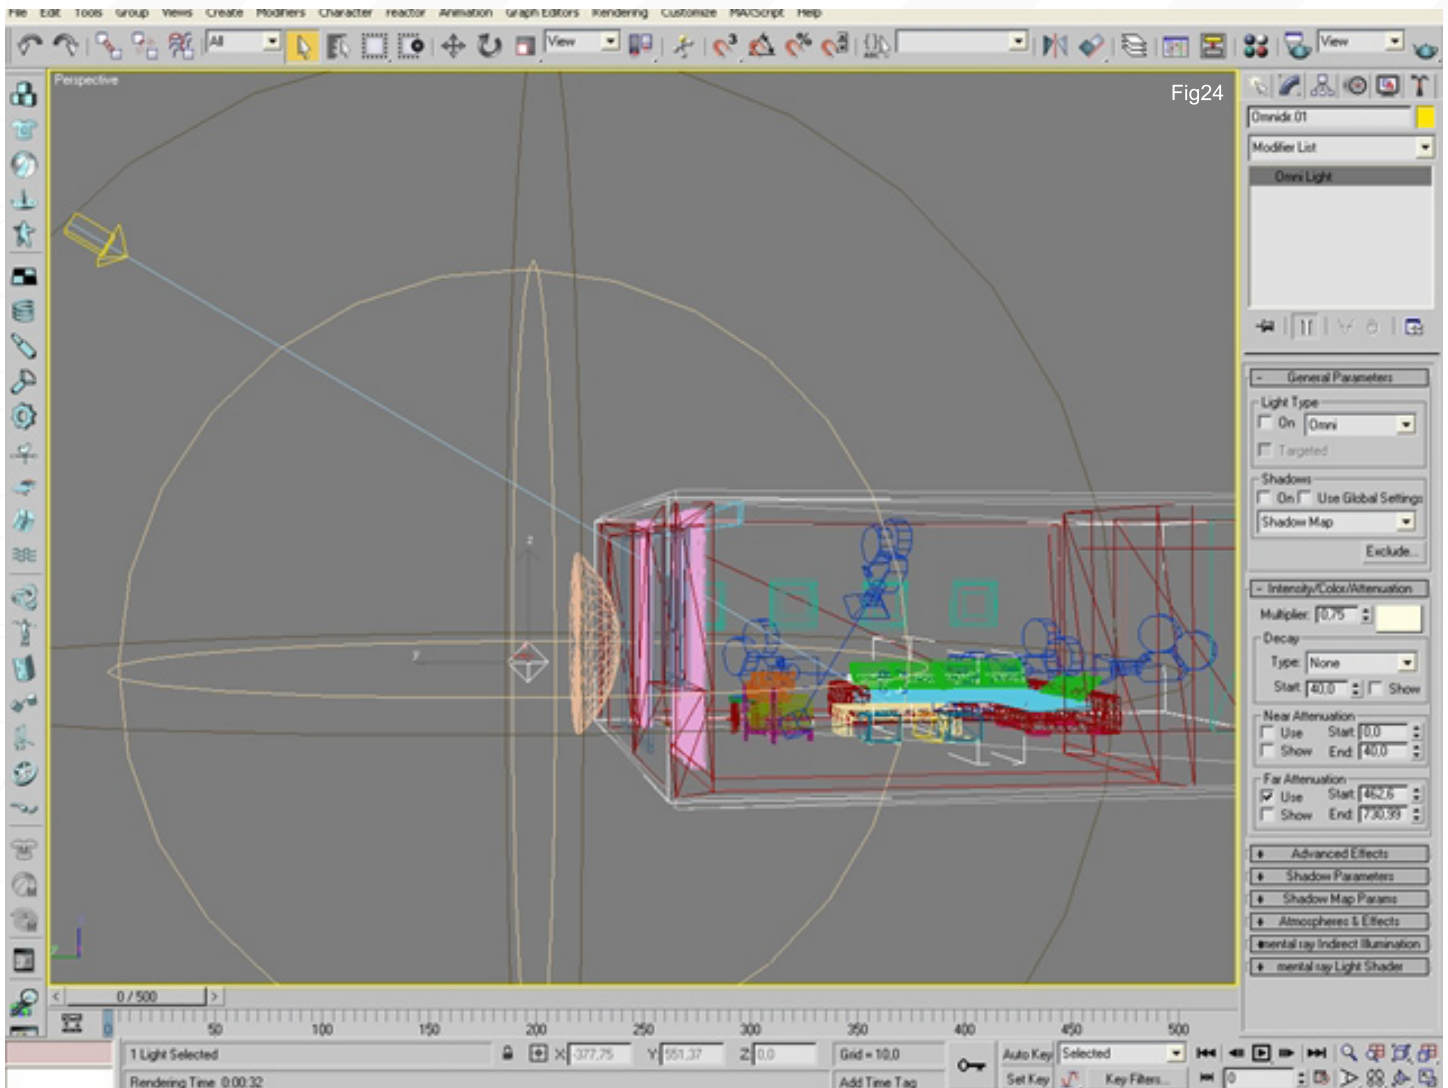 File Edit Tools Group Views Create Modifiers Character reactor Animation Graph Editors Rendering Customize MAXScript Help
All View View
Perspective
Fig24
Omnidir.01
Modifier List
Omni Light
- General Parameters
Light Type
On Omni
Targeted
Shadows
On Use Global Settings
Shadow Map
Exclude...
- Intensity/Color/Attenuation
Multiplier: 0,75
Decay
Type: None
Start: 40,0 Show
Near Attenuation
Use Start: 0,0
Show End: 40,0
Far Attenuation
Use Start: 462,6
Show End: 730,99
+ Advanced Effects
+ Shadow Parameters
+ Shadow Map Params
+ Atmospheres & Effects
+ mental ray Indirect Illumination
+ mental ray Light Shader
z
y
< 0 / 500 >
0 50 100 150 200 250 300 350 400 450 500
1 Light Selected X: -377,75 Y: 551,37 Z: 0,0 Grid = 10,0 Auto Key Selected
Rendering Time 0:00:32 Add Time Tag Set Key Key Filters... 0